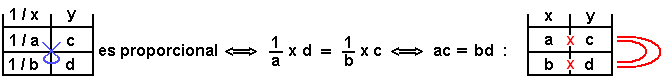 1 / x y
1 / a c
1 / b d
es proporcional ⟺ 1/a x d = 1/b x c ⟺ ac = bd :
x y
a x c
b x d